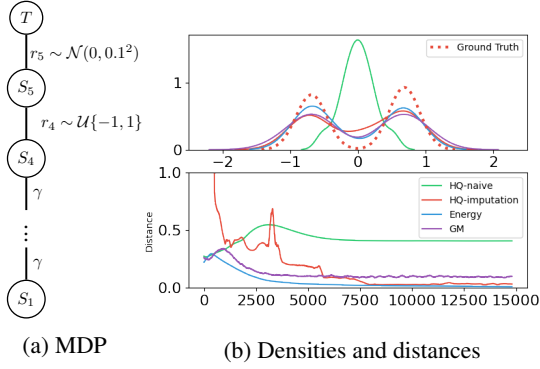 T
r₅ ∼ 𝒩(0, 0.1²)
S₅
r₄ ∼ 𝒰{−1, 1}
S₄
γ
⋮
γ
S₁
(a) MDP
Ground Truth
1
0
−2 −1 0 1 2
HQ-naive
HQ-imputation
Energy
GM
Distance
1.0
0.5
0.0
0 2500 5000 7500 10000 12500 15000
(b) Densities and distances